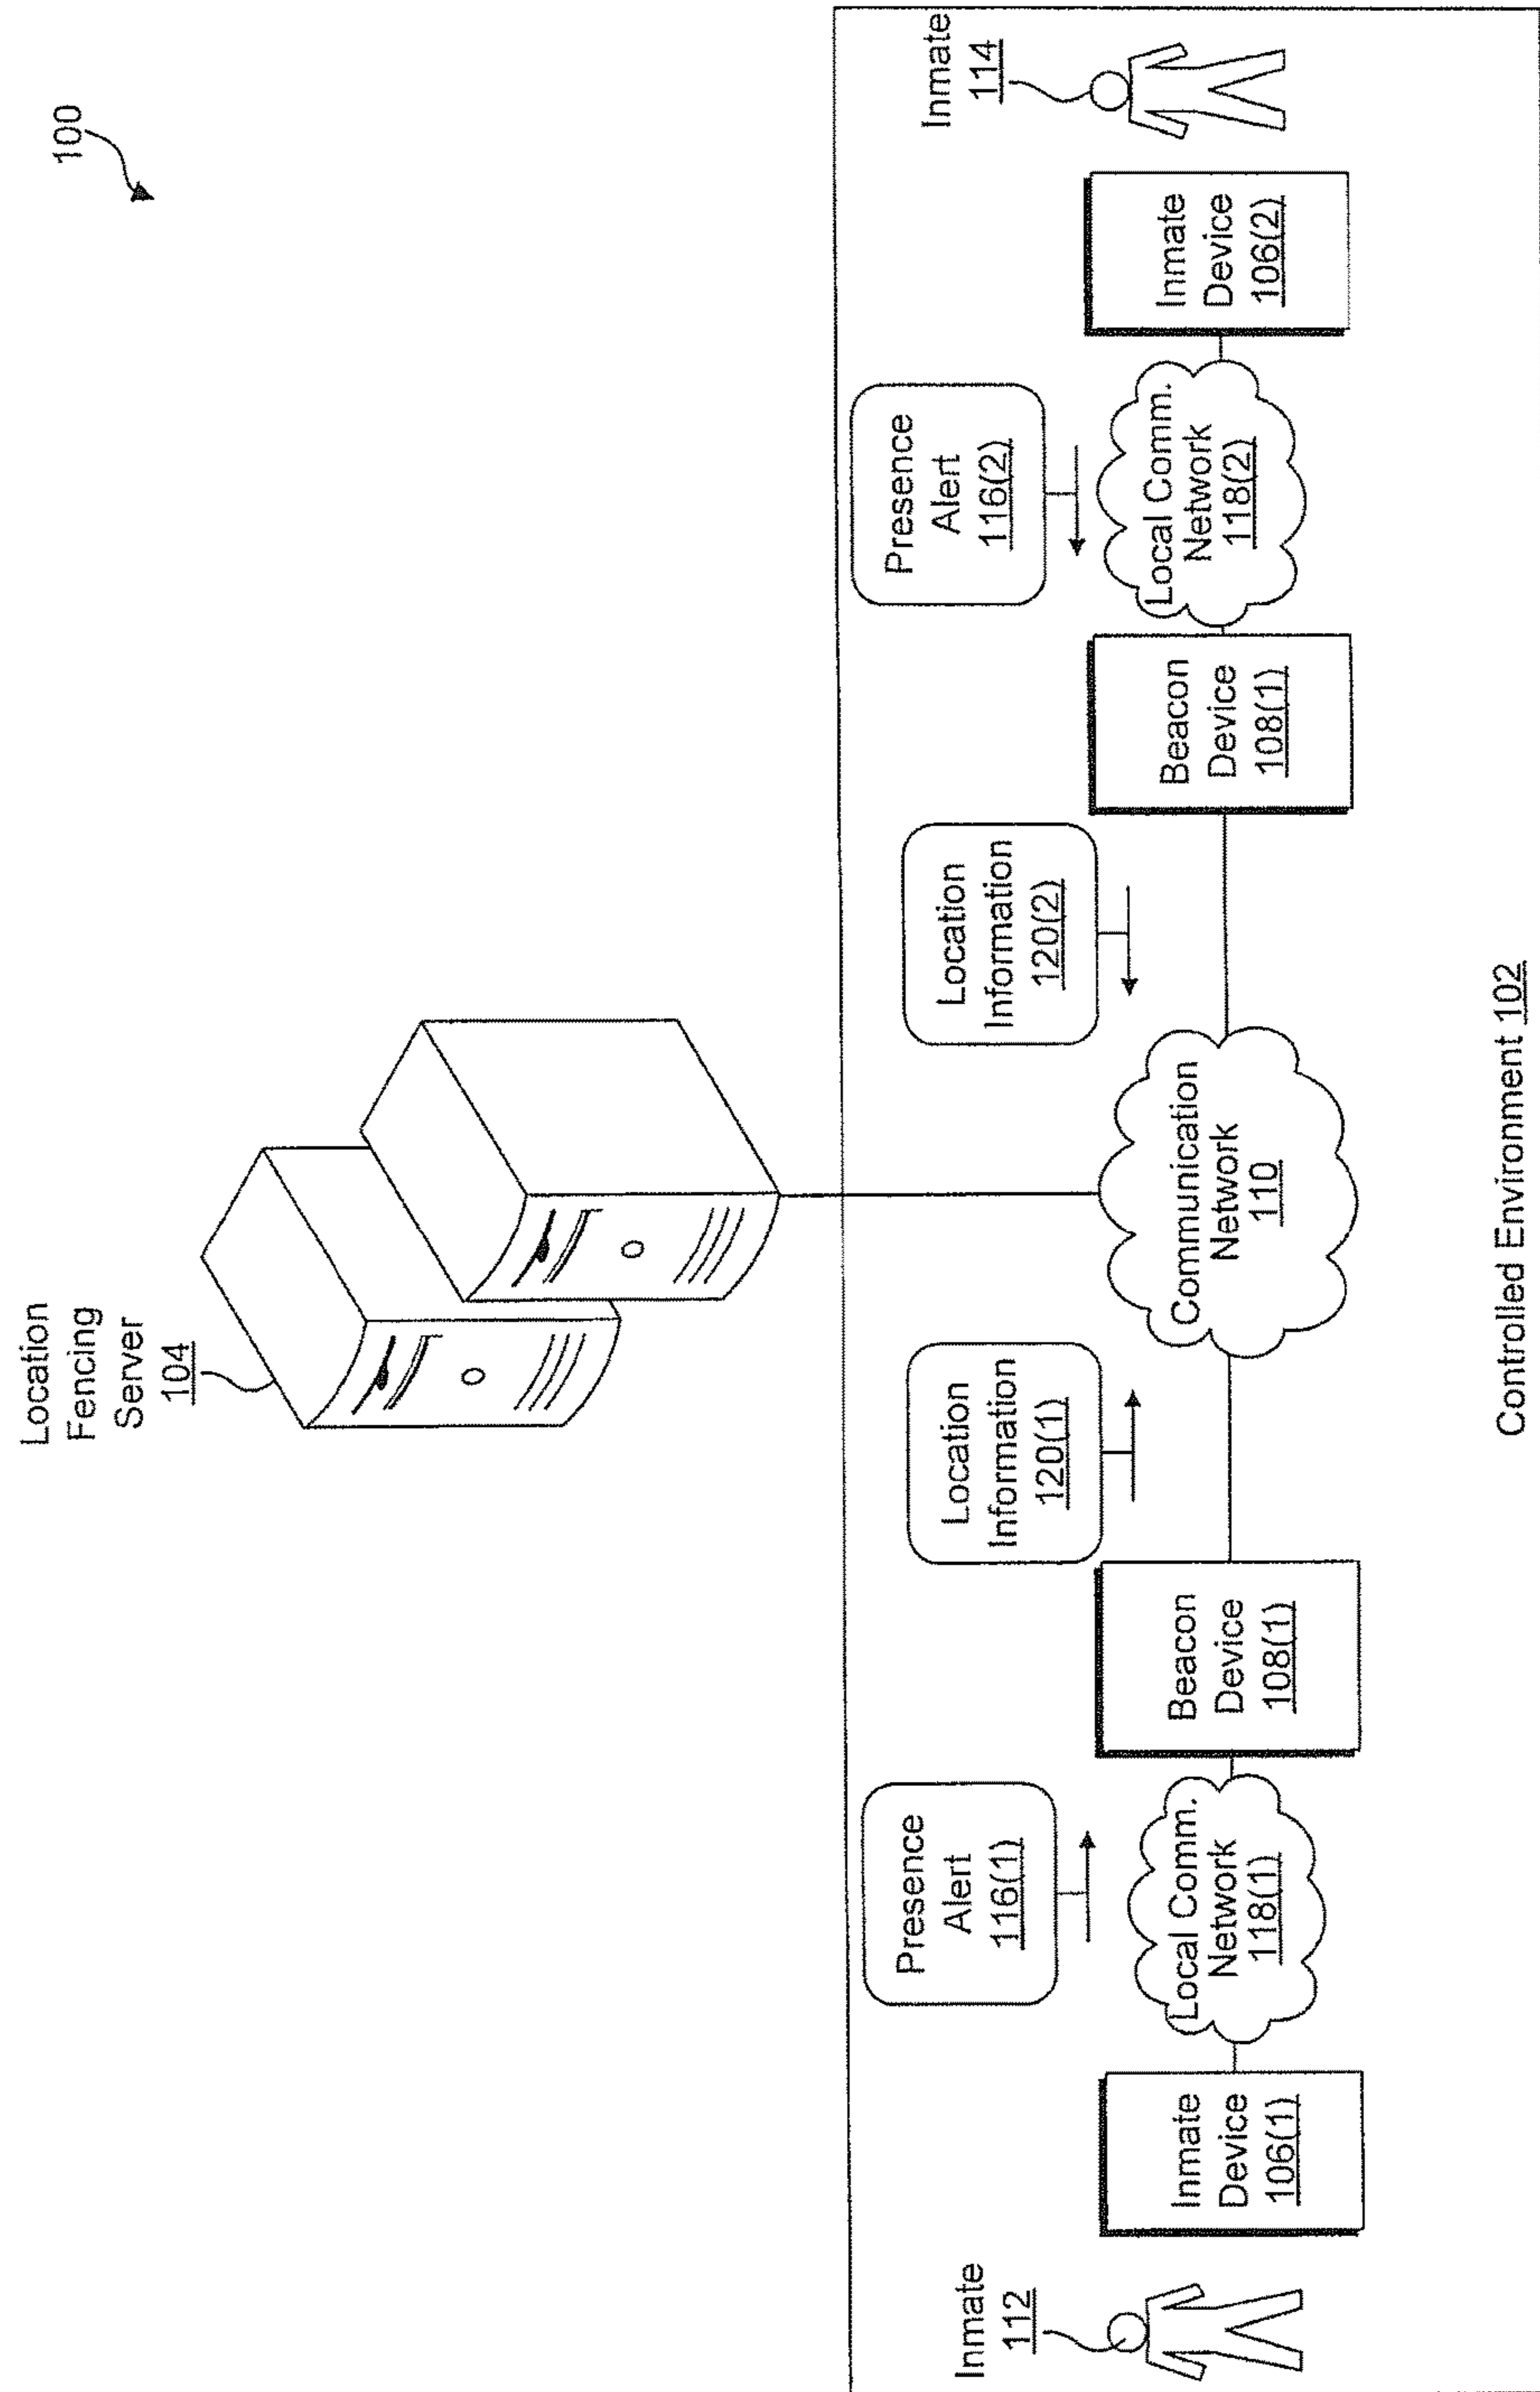 100
Location
Fencing
Server
104
Inmate
112
Inmate
Device
106(1)
Presence
Alert
116(1)
Local Comm.
Network
118(1)
Beacon
Device
108(1)
Location
Information
120(1)
Communication
Network
110
Location
Information
120(2)
Beacon
Device
108(1)
Presence
Alert
116(2)
Local Comm.
Network
118(2)
Inmate
Device
106(2)
Inmate
114
Controlled Environment 102